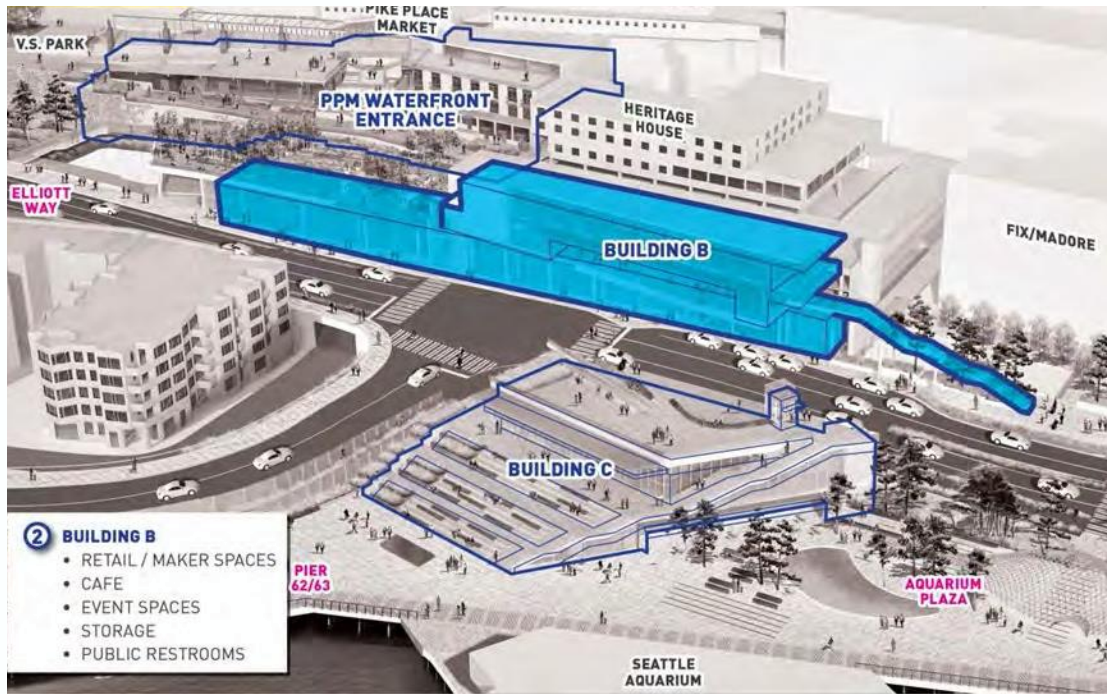 PIKE PLACE
MARKET
V.S. PARK
PPM WATERFRONT
ENTRANCE
HERITAGE
HOUSE
ELLIOTT
WAY
FIX/MADORE
BUILDING B
BUILDING C
2 BUILDING B
• RETAIL / MAKER SPACES
• CAFE
• EVENT SPACES
• STORAGE
• PUBLIC RESTROOMS
PIER
62/63
AQUARIUM
PLAZA
SEATTLE
AQUARIUM